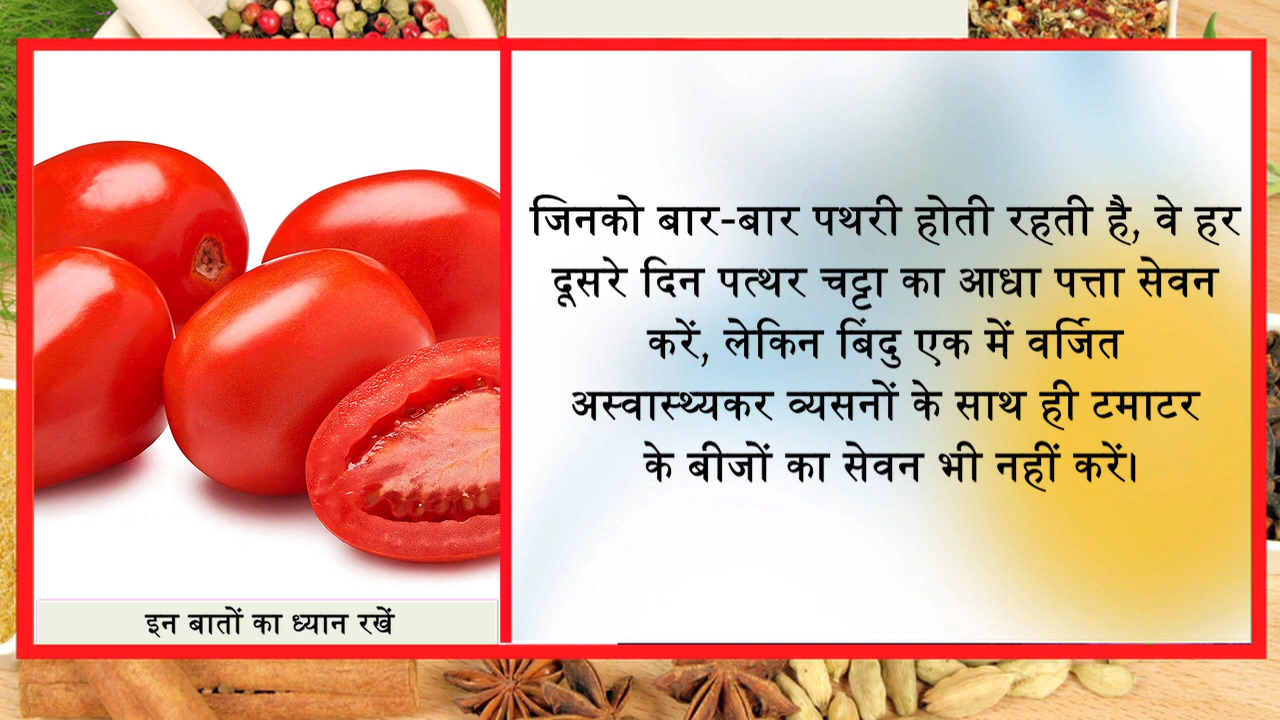 जिनको बार-बार पथरी होती रहती है, वे हर
दूसरे दिन पत्थर चट्टा का आधा पत्ता सेवन
करें, लेकिन बिंदु एक में वर्जित
अस्वास्थ्यकर व्यसनों के साथ ही टमाटर
के बीजों का सेवन भी नहीं करें।
इन बातों का ध्यान रखें